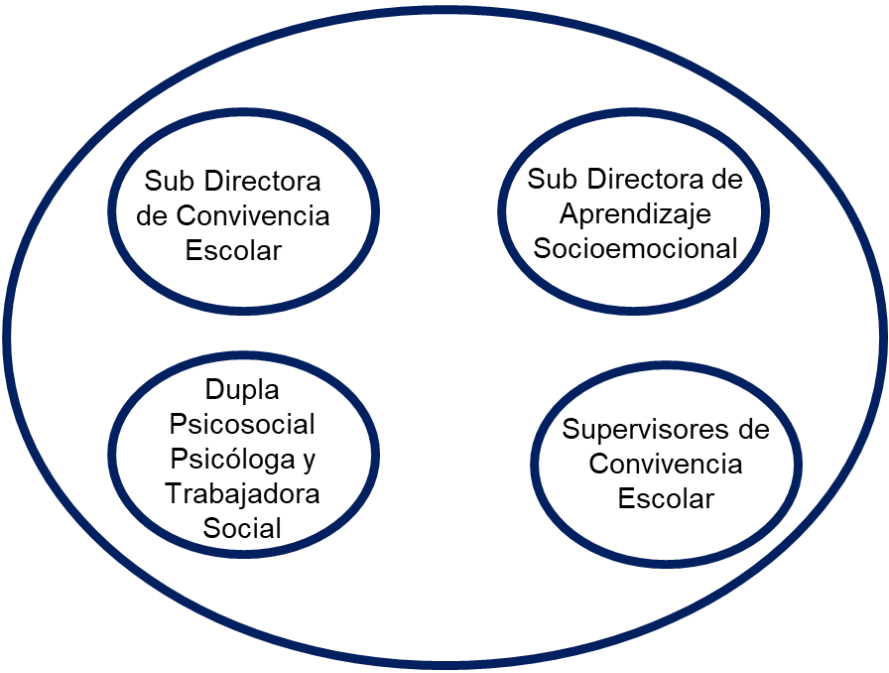 Sub Directora
de Convivencia
Escolar
Sub Directora de
Aprendizaje
Socioemocional
Dupla
Psicosocial
Psicóloga y
Trabajadora
Social
Supervisores de
Convivencia
Escolar